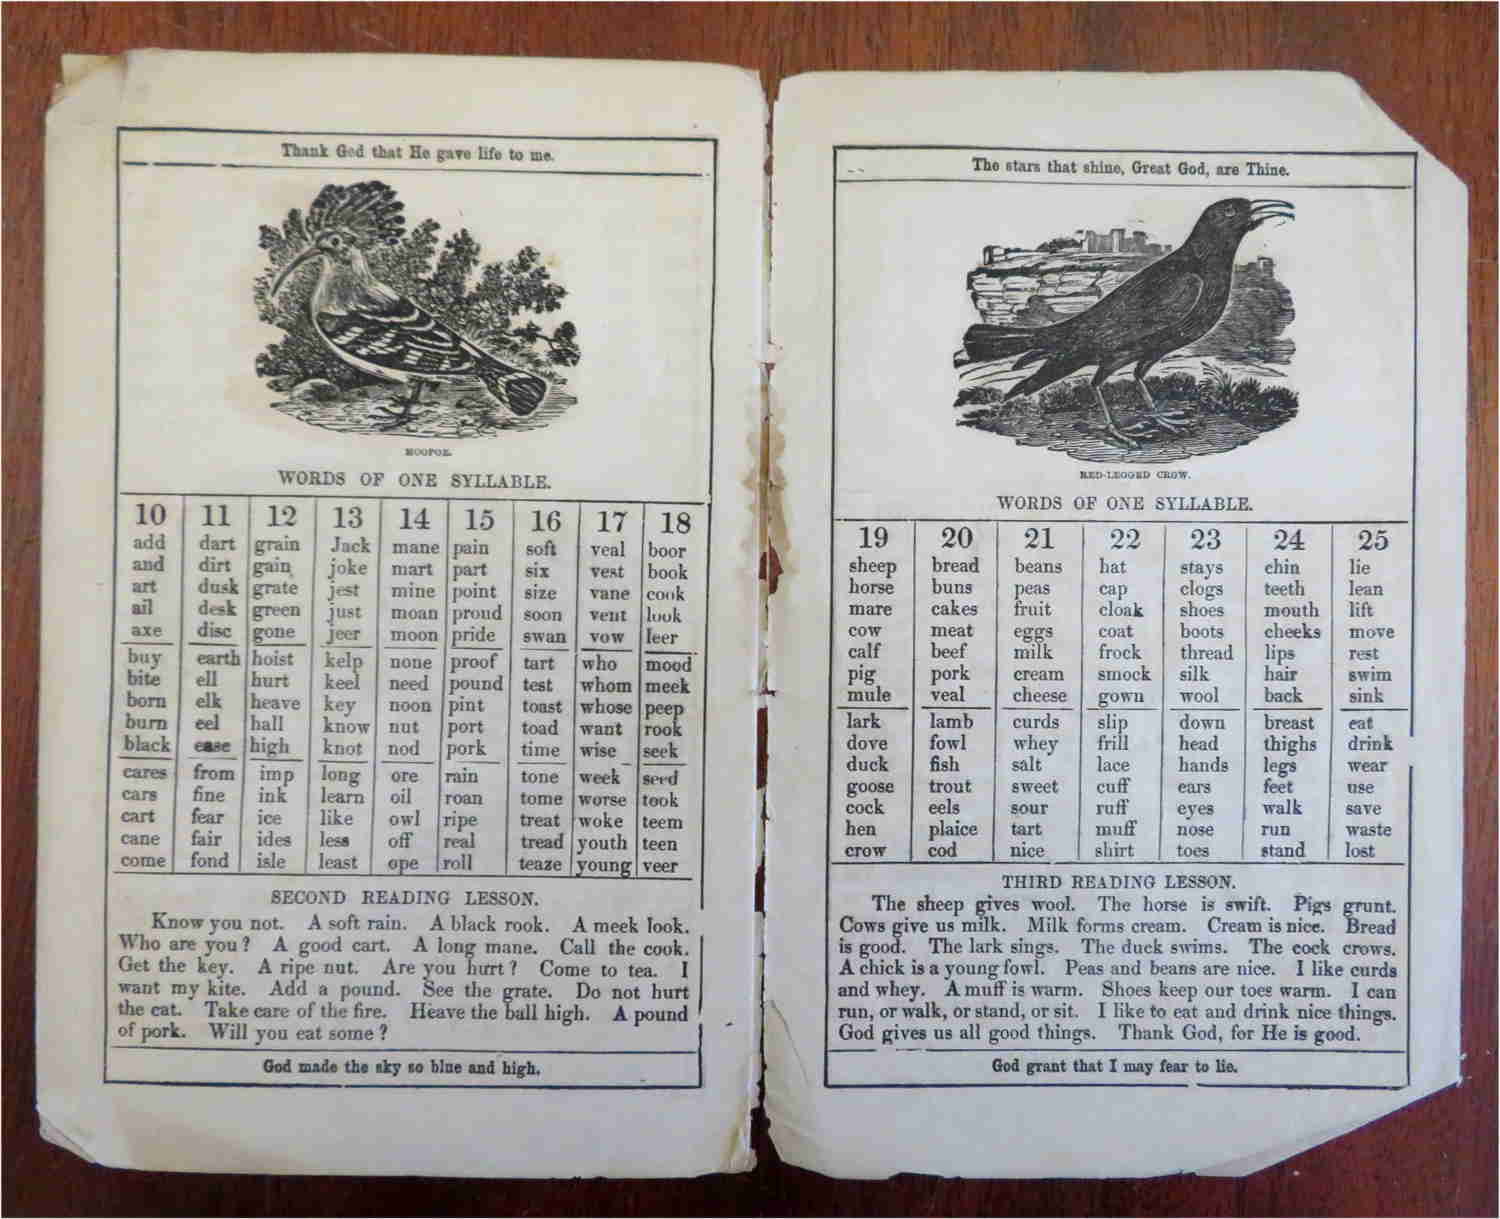 Thank God that He gave life to me.
HOOPOE.
WORDS OF ONE SYLLABLE.
10 11 12 13 14 15 16 17 18
add dart grain Jack mane pain soft veal boor
and dirt gain joke mart part six vest book
art dusk grate jest mine point size vane cook
ail desk green just moan proud soon vent look
axe disc gone jeer moon pride swan vow leer
buy earth hoist kelp none proof tart who mood
bite ell hurt keel need pound test whom meek
born elk heave key noon pint toast whose peep
burn eel hall know nut port toad want rook
black ease high knot nod pork time wise seek
cares from imp long ore rain tone week seed
cars fine ink learn oil roan tome worse took
cart fear ice like owl ripe treat woke teem
cane fair ides less off real tread youth teen
come fond isle least ope roll teaze young veer
SECOND READING LESSON.
Know you not. A soft rain. A black rook. A meek look.
Who are you? A good cart. A long mane. Call the cook.
Get the key. A ripe nut. Are you hurt? Come to tea. I
want my kite. Add a pound. See the grate. Do not hurt
the cat. Take care of the fire. Heave the ball high. A pound
of pork. Will you eat some?
God made the sky so blue and high.
The stars that shine, Great God, are Thine.
RED-LEGGED CROW.
WORDS OF ONE SYLLABLE.
19 20 21 22 23 24 25
sheep bread beans hat stays chin lie
horse buns peas cap clogs teeth lean
mare cakes fruit cloak shoes mouth lift
cow meat eggs coat boots cheeks move
calf beef milk frock thread lips rest
pig pork cream smock silk hair swim
mule veal cheese gown wool back sink
lark lamb curds slip down breast eat
dove fowl whey frill head thighs drink
duck fish salt lace hands legs wear
goose trout sweet cuff ears feet use
cock eels sour ruff eyes walk save
hen plaice tart muff nose run waste
crow cod nice shirt toes stand lost
THIRD READING LESSON.
The sheep gives wool. The horse is swift. Pigs grunt.
Cows give us milk. Milk forms cream. Cream is nice. Bread
is good. The lark sings. The duck swims. The cock crows.
A chick is a young fowl. Peas and beans are nice. I like curds
and whey. A muff is warm. Shoes keep our toes warm. I can
run, or walk, or stand, or sit. I like to eat and drink nice things.
God gives us all good things. Thank God, for He is good.
God grant that I may fear to lie.